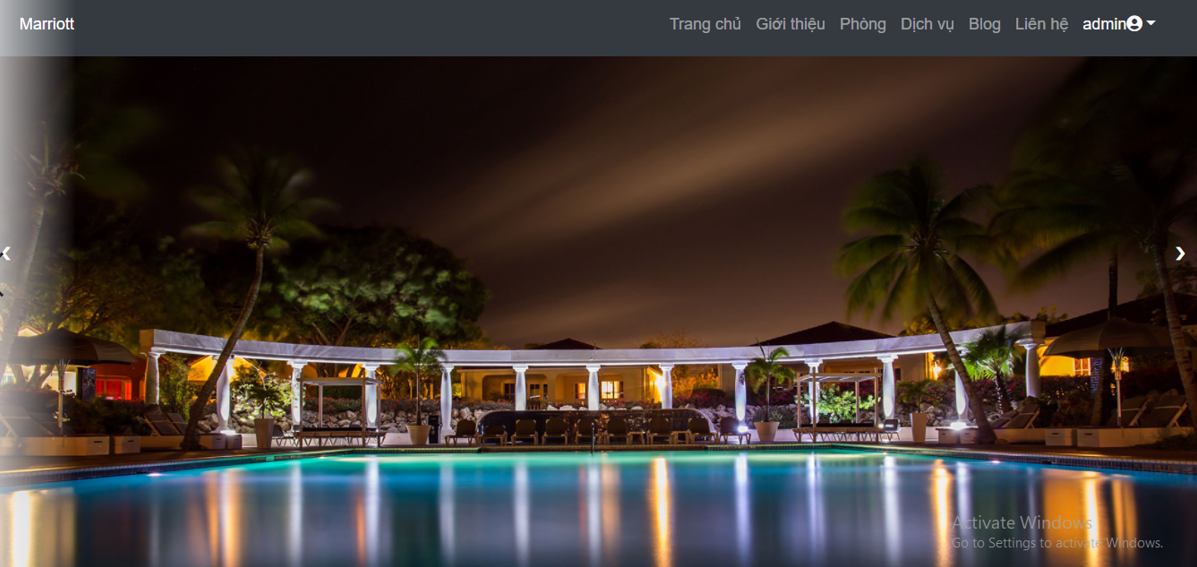 Marriott
Trang chủ Giới thiệu Phòng Dịch vụ Blog Liên hệ admin
Activate Windows
Go to Settings to activate Windows.